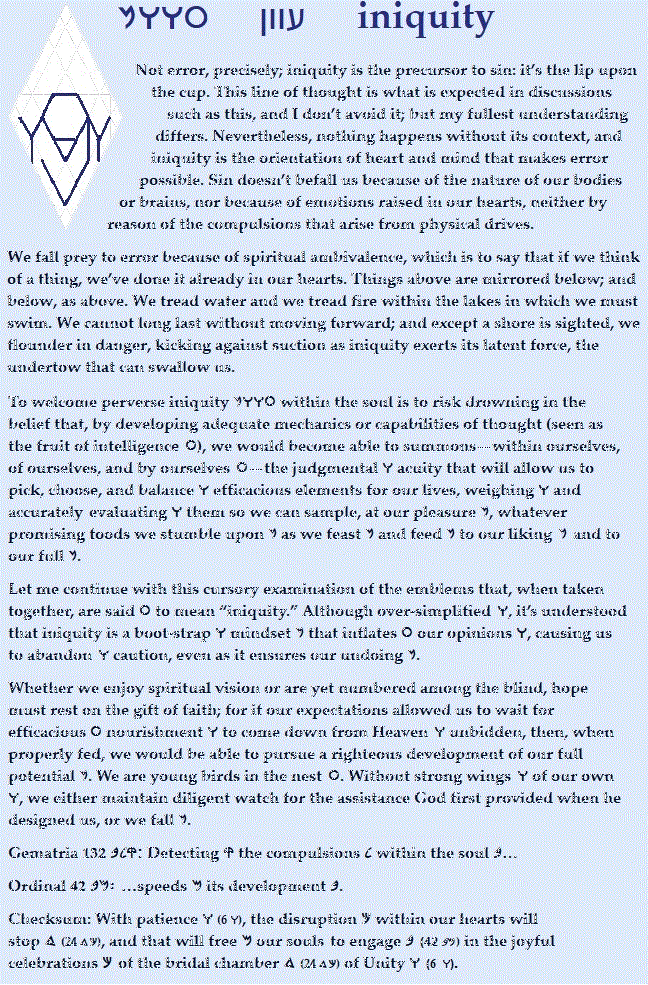 𐤏𐤅𐤅𐤍 עוון iniquity
Not error, precisely; iniquity is the precursor to sin: it’s the lip upon
the cup. This line of thought is what is expected in discussions
such as this, and I don’t avoid it; but my fullest understanding
differs. Nevertheless, nothing happens without its context, and
iniquity is the orientation of heart and mind that makes error
possible. Sin doesn’t befall us because of the nature of our bodies
or brains, nor because of emotions raised in our hearts, neither by
reason of the compulsions that arise from physical drives.
We fall prey to error because of spiritual ambivalence, which is to say that if we think
of a thing, we’ve done it already in our hearts. Things above are mirrored below; and
below, as above. We tread water and we tread fire within the lakes in which we must
swim. We cannot long last without moving forward; and except a shore is sighted, we
flounder in danger, kicking against suction as iniquity exerts its latent force, the
undertow that can swallow us.
To welcome perverse iniquity 𐤏𐤅𐤅𐤍 within the soul is to risk drowning in the
belief that, by developing adequate mechanics or capabilities of thought (seen as
the fruit of intelligence 𐤏), we would become able to summons—within ourselves,
of ourselves, and by ourselves 𐤏—the judgmental 𐤅 acuity that will allow us to
pick, choose, and balance 𐤅 efficacious elements for our lives, weighing 𐤅 and
accurately evaluating 𐤅 them so we can sample, at our pleasure 𐤍, whatever
promising foods we stumble upon 𐤍 as we feast 𐤍 and feed 𐤍 to our liking 𐤍 and to
our full 𐤍.
Let me continue with this cursory examination of the emblems that, when taken
together, are said 𐤏 to mean “iniquity.” Although over-simplified 𐤅, it’s understood
that iniquity is a boot-strap 𐤅 mindset 𐤍 that inflates 𐤏 our opinions 𐤅, causing us
to abandon 𐤅 caution, even as it ensures our undoing 𐤍.
Whether we enjoy spiritual vision or are yet numbered among the blind, hope
must rest on the gift of faith; for if our expectations allowed us to wait for
efficacious 𐤏 nourishment 𐤅 to come down from Heaven 𐤅 unbidden, then, when
properly fed, we would be able to pursue a righteous development of our full
potential 𐤍. We are young birds in the nest 𐤏. Without strong wings 𐤅 of our own
𐤅, we either maintain diligent watch for the assistance God first provided when he
designed us, or we fall 𐤍.
Gematria 132 𐤒𐤋𐤁: Detecting 𐤒 the compulsions 𐤋 within the soul 𐤁…
Ordinal 42 𐤌𐤁: …speeds 𐤌 its development 𐤁.
Checksum: With patience 𐤅 (6 𐤅), the disruption 𐤊 within our hearts will
stop 𐤃 (24 𐤊𐤃), and that will free 𐤌 our souls to engage 𐤁 (42 𐤌𐤁) in the joyful
celebrations 𐤊 of the bridal chamber 𐤃 (24 𐤊𐤃) of Unity 𐤅 (6 𐤅).